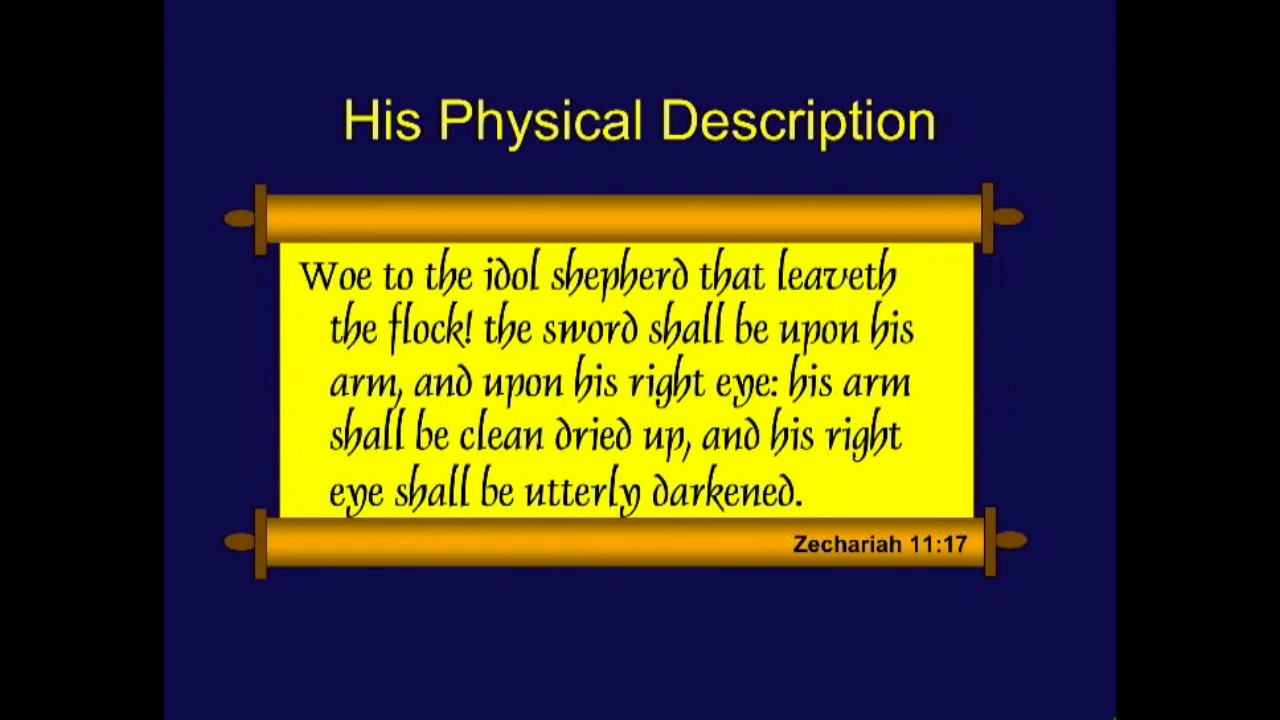 His Physical Description
Woe to the idol shepherd that leaveth
the flock! the sword shall be upon his
arm, and upon his right eye: his arm
shall be clean dried up, and his right
eye shall be utterly darkened.
Zechariah 11:17